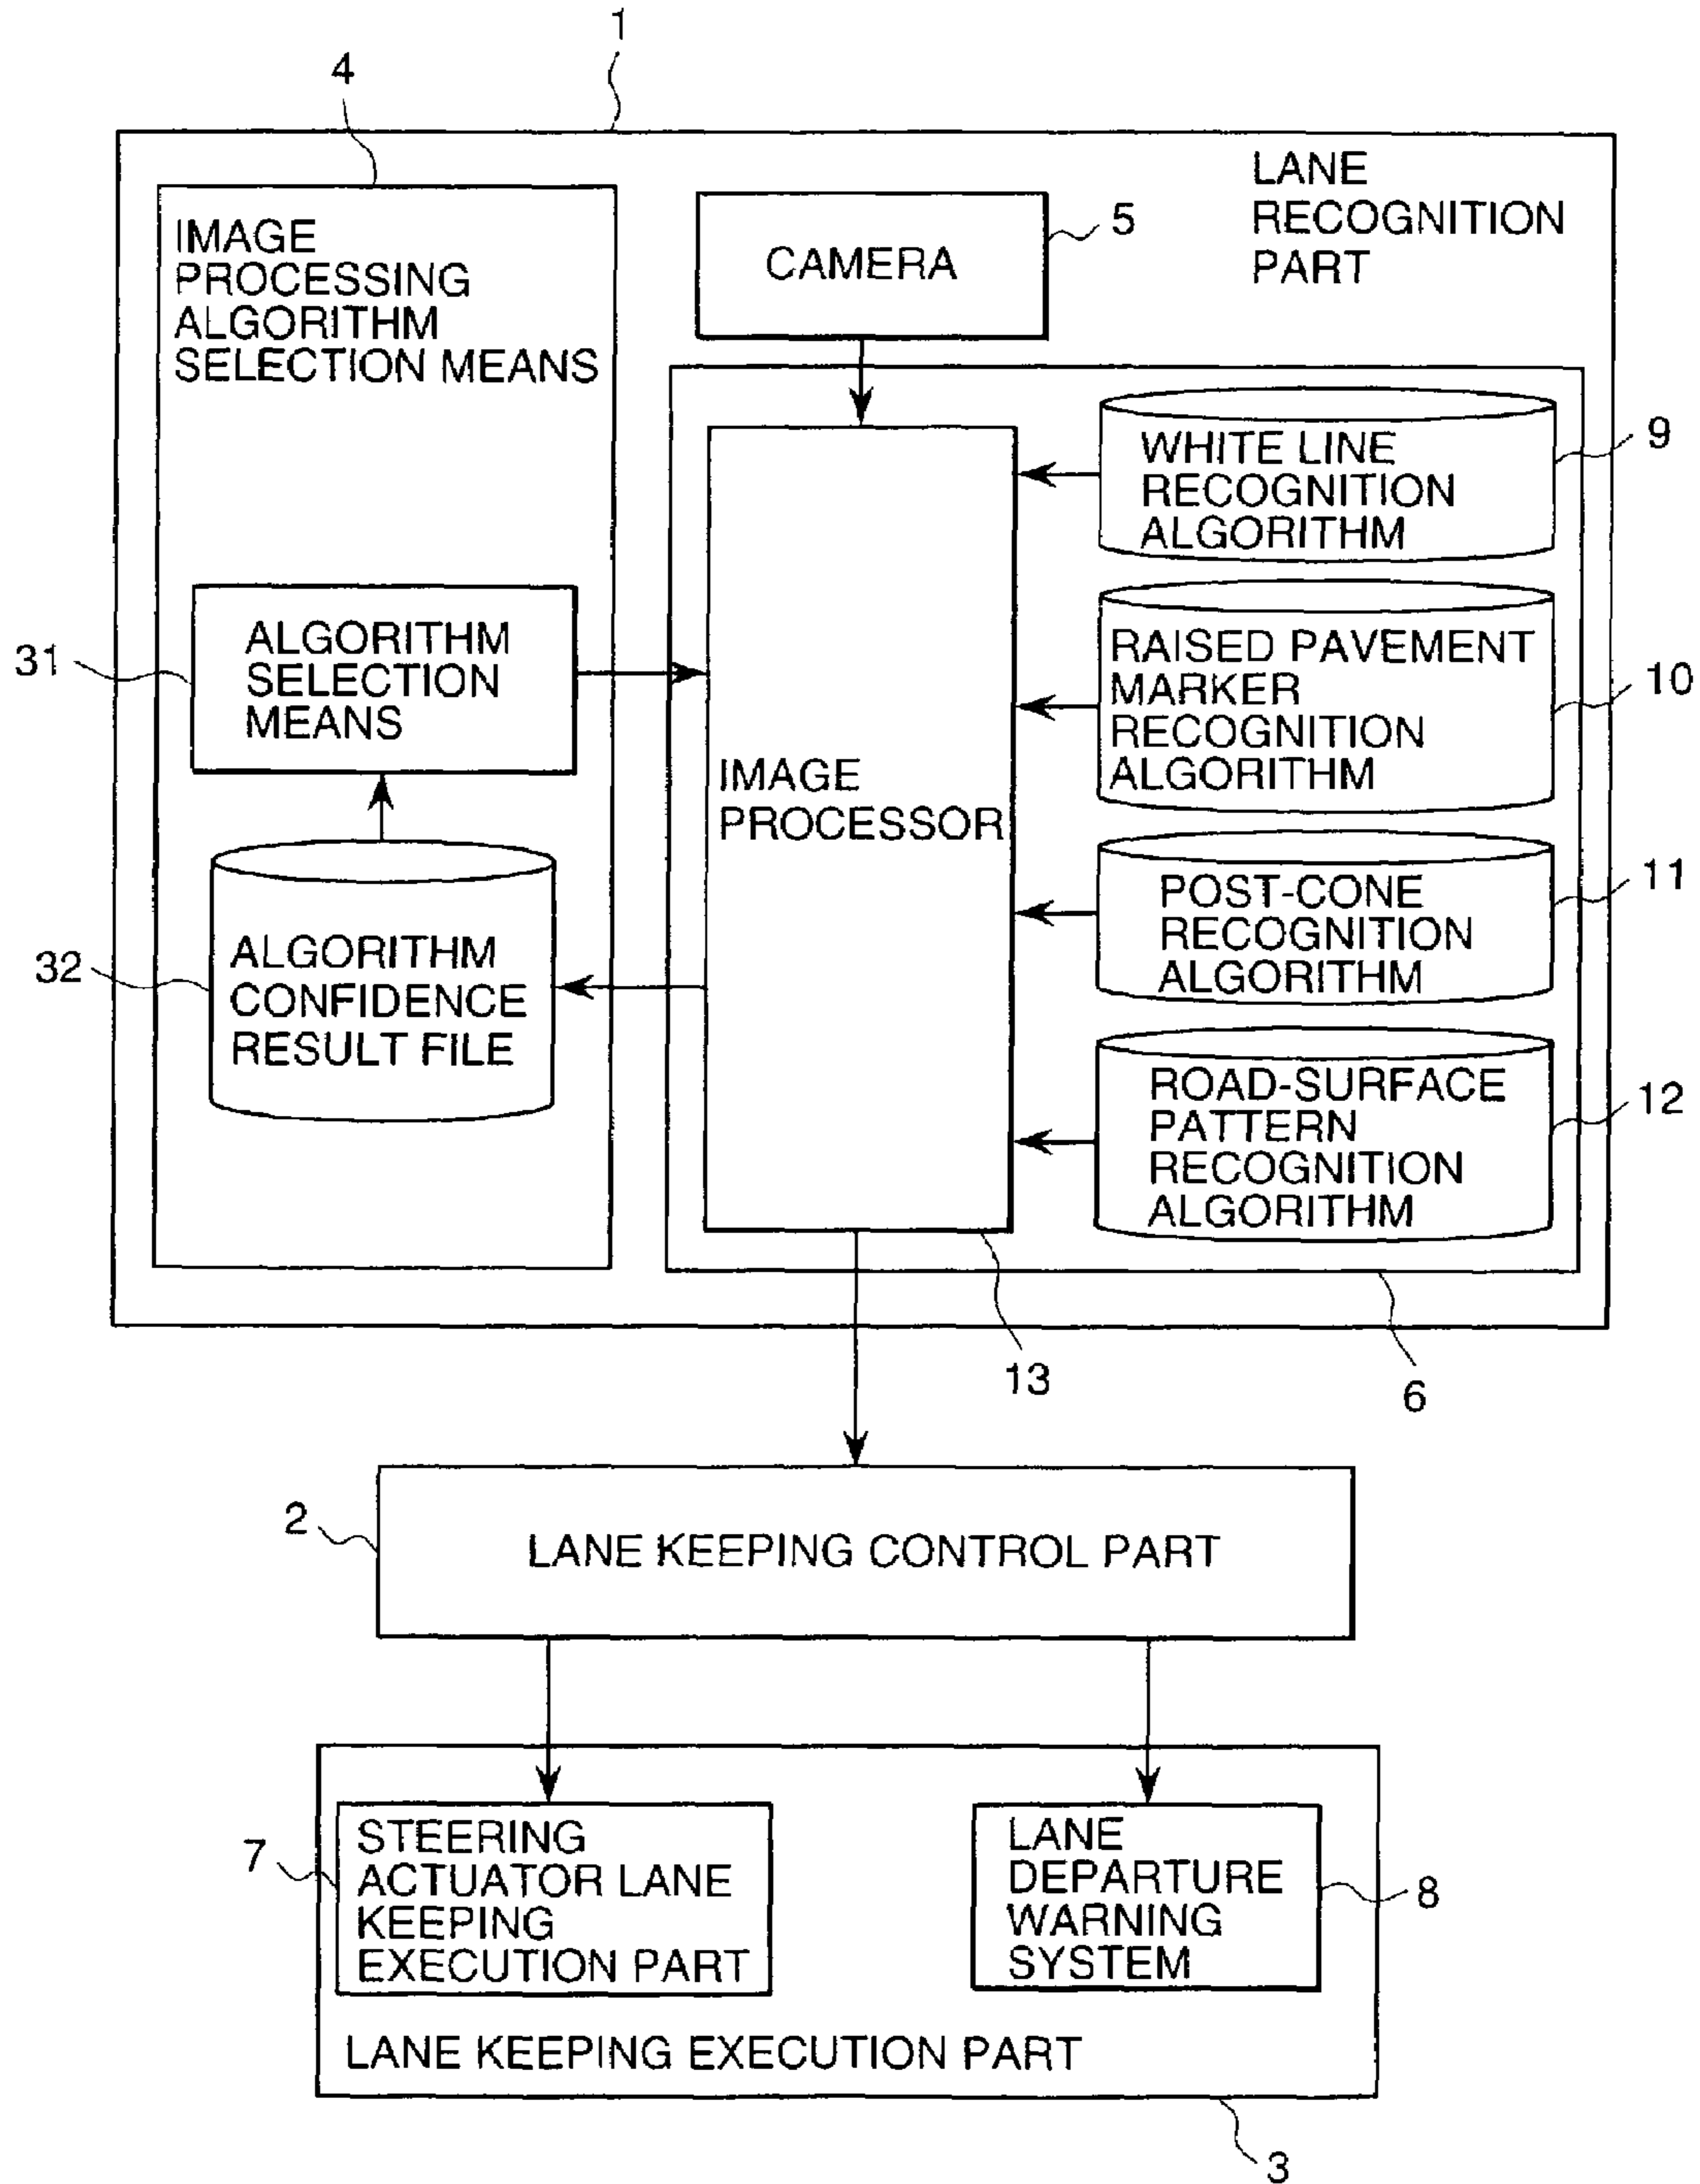 1
4
LANE
RECOGNITION
PART
IMAGE
PROCESSING
ALGORITHM
SELECTION MEANS
CAMERA
5
WHITE LINE
RECOGNITION
ALGORITHM
9
31
ALGORITHM
SELECTION
MEANS
RAISED PAVEMENT
MARKER
RECOGNITION
ALGORITHM
10
IMAGE
PROCESSOR
POST-CONE
RECOGNITION
ALGORITHM
11
32
ALGORITHM
CONFIDENCE
RESULT FILE
ROAD-SURFACE
PATTERN
RECOGNITION
ALGORITHM
12
13
6
2
LANE KEEPING CONTROL PART
7
STEERING
ACTUATOR LANE
KEEPING
EXECUTION PART
LANE
DEPARTURE
WARNING
SYSTEM
8
LANE KEEPING EXECUTION PART
3